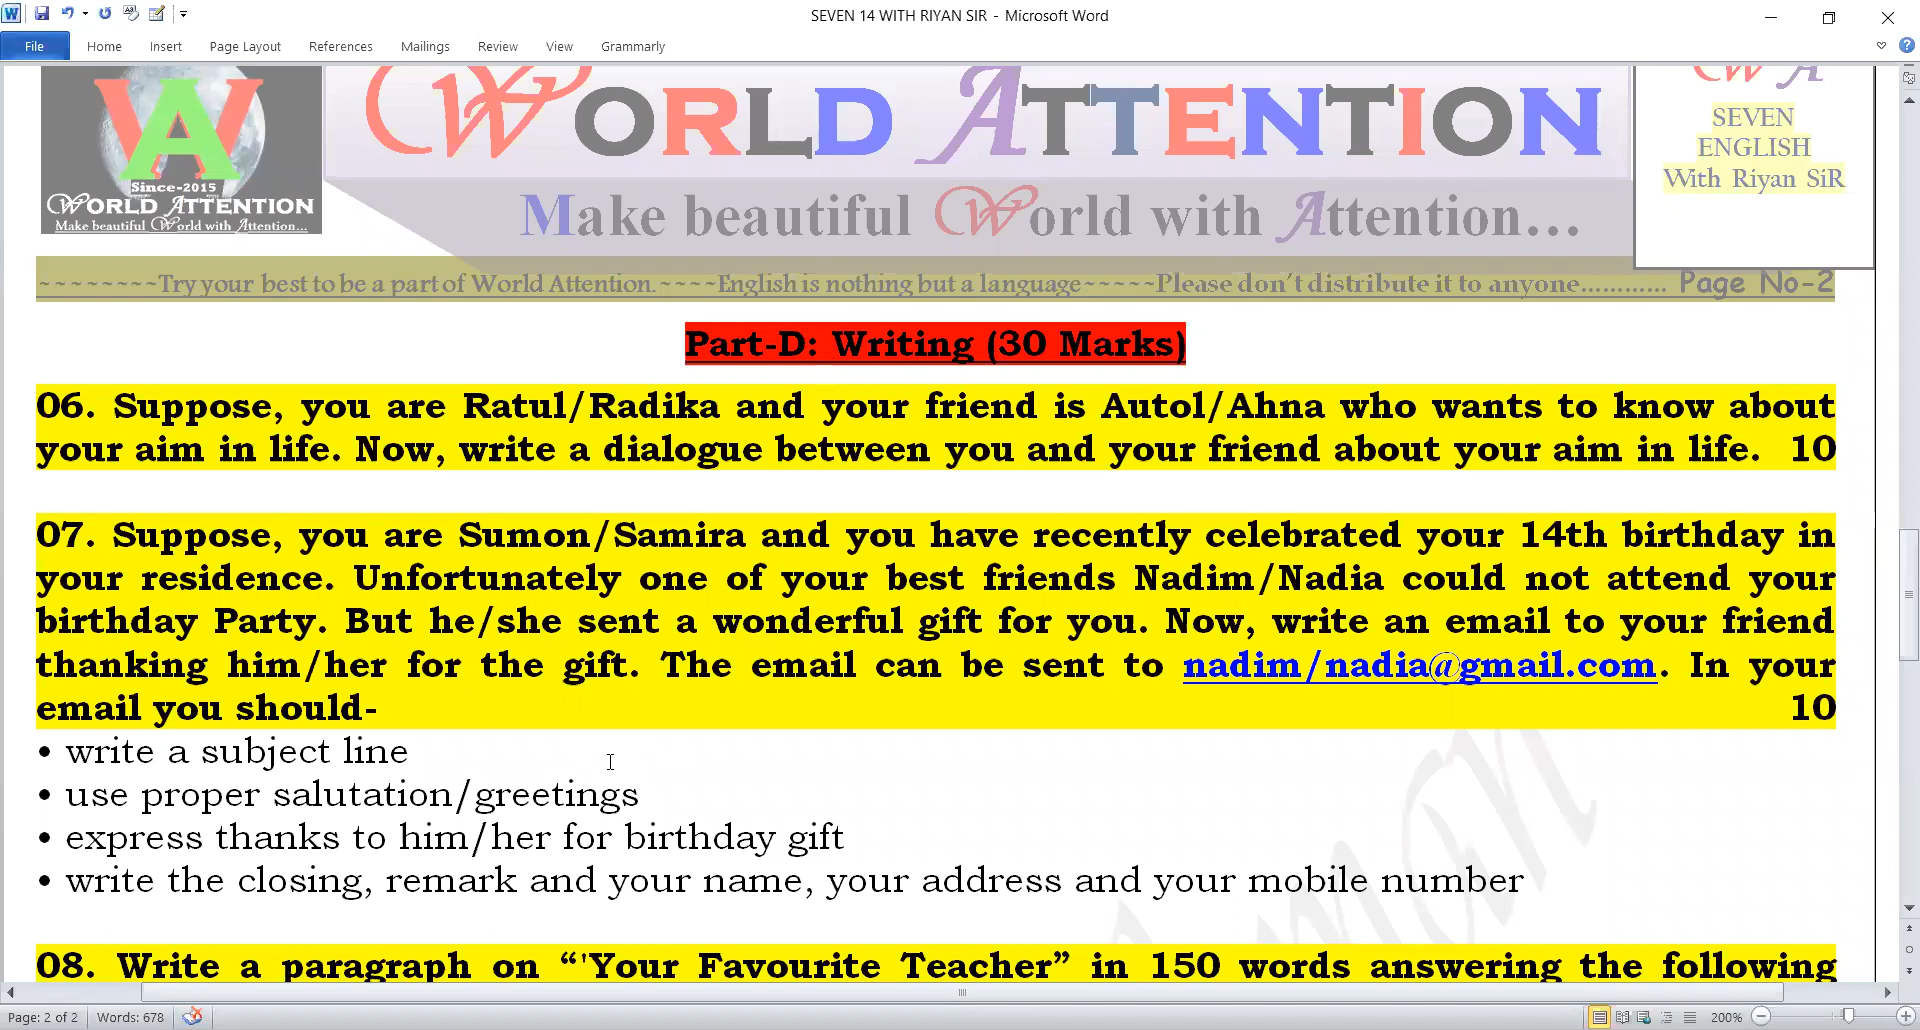 SEVEN 14 WITH RIYAN SIR - Microsoft Word
File Home Insert Page Layout References Mailings Review View Grammarly
WORLD ATTENTION
WA
SEVEN
ENGLISH
With Riyan SiR
Since-2015
WORLD ATTENTION
Make beautiful World with Attention...
Make beautiful World with Attention...
~~~~~~~~Try your best to be a part of World Attention.~~~~English is nothing but a language~~~~~Please don't distribute it to anyone............ Page No-2
Part-D: Writing (30 Marks)
06. Suppose, you are Ratul/Radika and your friend is Autol/Ahna who wants to know about
your aim in life. Now, write a dialogue between you and your friend about your aim in life. 10
07. Suppose, you are Sumon/Samira and you have recently celebrated your 14th birthday in
your residence. Unfortunately one of your best friends Nadim/Nadia could not attend your
birthday Party. But he/she sent a wonderful gift for you. Now, write an email to your friend
thanking him/her for the gift. The email can be sent to nadim/nadia@gmail.com. In your
email you should- 10
• write a subject line
• use proper salutation/greetings
• express thanks to him/her for birthday gift
• write the closing, remark and your name, your address and your mobile number
08. Write a paragraph on “'Your Favourite Teacher” in 150 words answering the following
Page: 2 of 2 Words: 678 200%